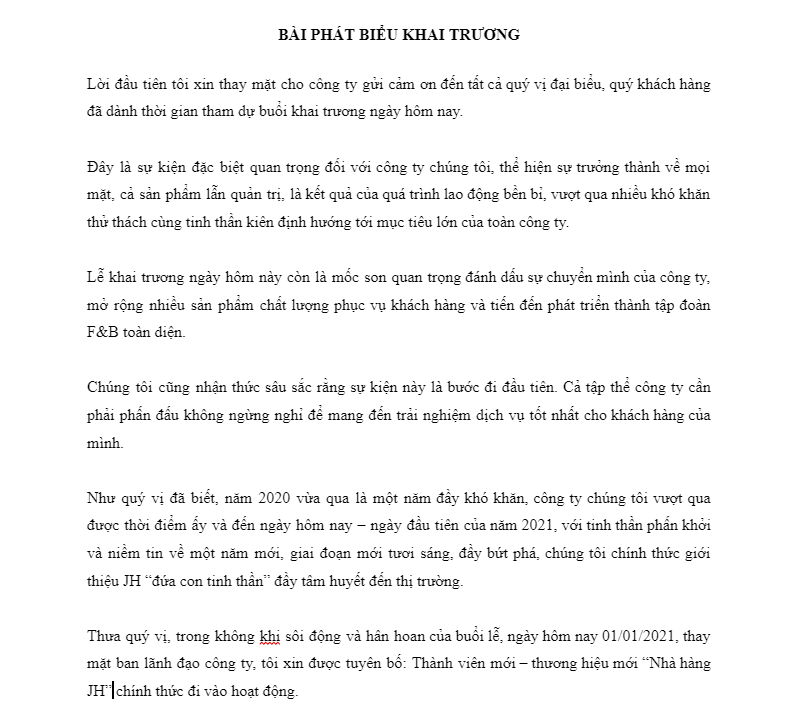 BÀI PHÁT BIỂU KHAI TRƯƠNG
Lời đầu tiên tôi xin thay mặt cho công ty gửi cảm ơn đến tất cả quý vị đại biểu, quý khách hàng
đã dành thời gian tham dự buổi khai trương ngày hôm nay.
Đây là sự kiện đặc biệt quan trọng đối với công ty chúng tôi, thể hiện sự trưởng thành về mọi
mặt, cả sản phẩm lẫn quản trị, là kết quả của quá trình lao động bền bỉ, vượt qua nhiều khó khăn
thử thách cùng tinh thần kiên định hướng tới mục tiêu lớn của toàn công ty.
Lễ khai trương ngày hôm này còn là mốc son quan trọng đánh dấu sự chuyển mình của công ty,
mở rộng nhiều sản phẩm chất lượng phục vụ khách hàng và tiến đến phát triển thành tập đoàn
F&B toàn diện.
Chúng tôi cũng nhận thức sâu sắc rằng sự kiện này là bước đi đầu tiên. Cả tập thể công ty cần
phải phấn đấu không ngừng nghỉ để mang đến trải nghiệm dịch vụ tốt nhất cho khách hàng của
mình.
Như quý vị đã biết, năm 2020 vừa qua là một năm đầy khó khăn, công ty chúng tôi vượt qua
được thời điểm ấy và đến ngày hôm nay – ngày đầu tiên của năm 2021, với tinh thần phấn khởi
và niềm tin về một năm mới, giai đoạn mới tươi sáng, đầy bứt phá, chúng tôi chính thức giới
thiệu JH “đứa con tinh thần” đầy tâm huyết đến thị trường.
Thưa quý vị, trong không khi sôi động và hân hoan của buổi lễ, ngày hôm nay 01/01/2021, thay
mặt ban lãnh đạo công ty, tôi xin được tuyên bố: Thành viên mới – thương hiệu mới “Nhà hàng
JH” chính thức đi vào hoạt động.